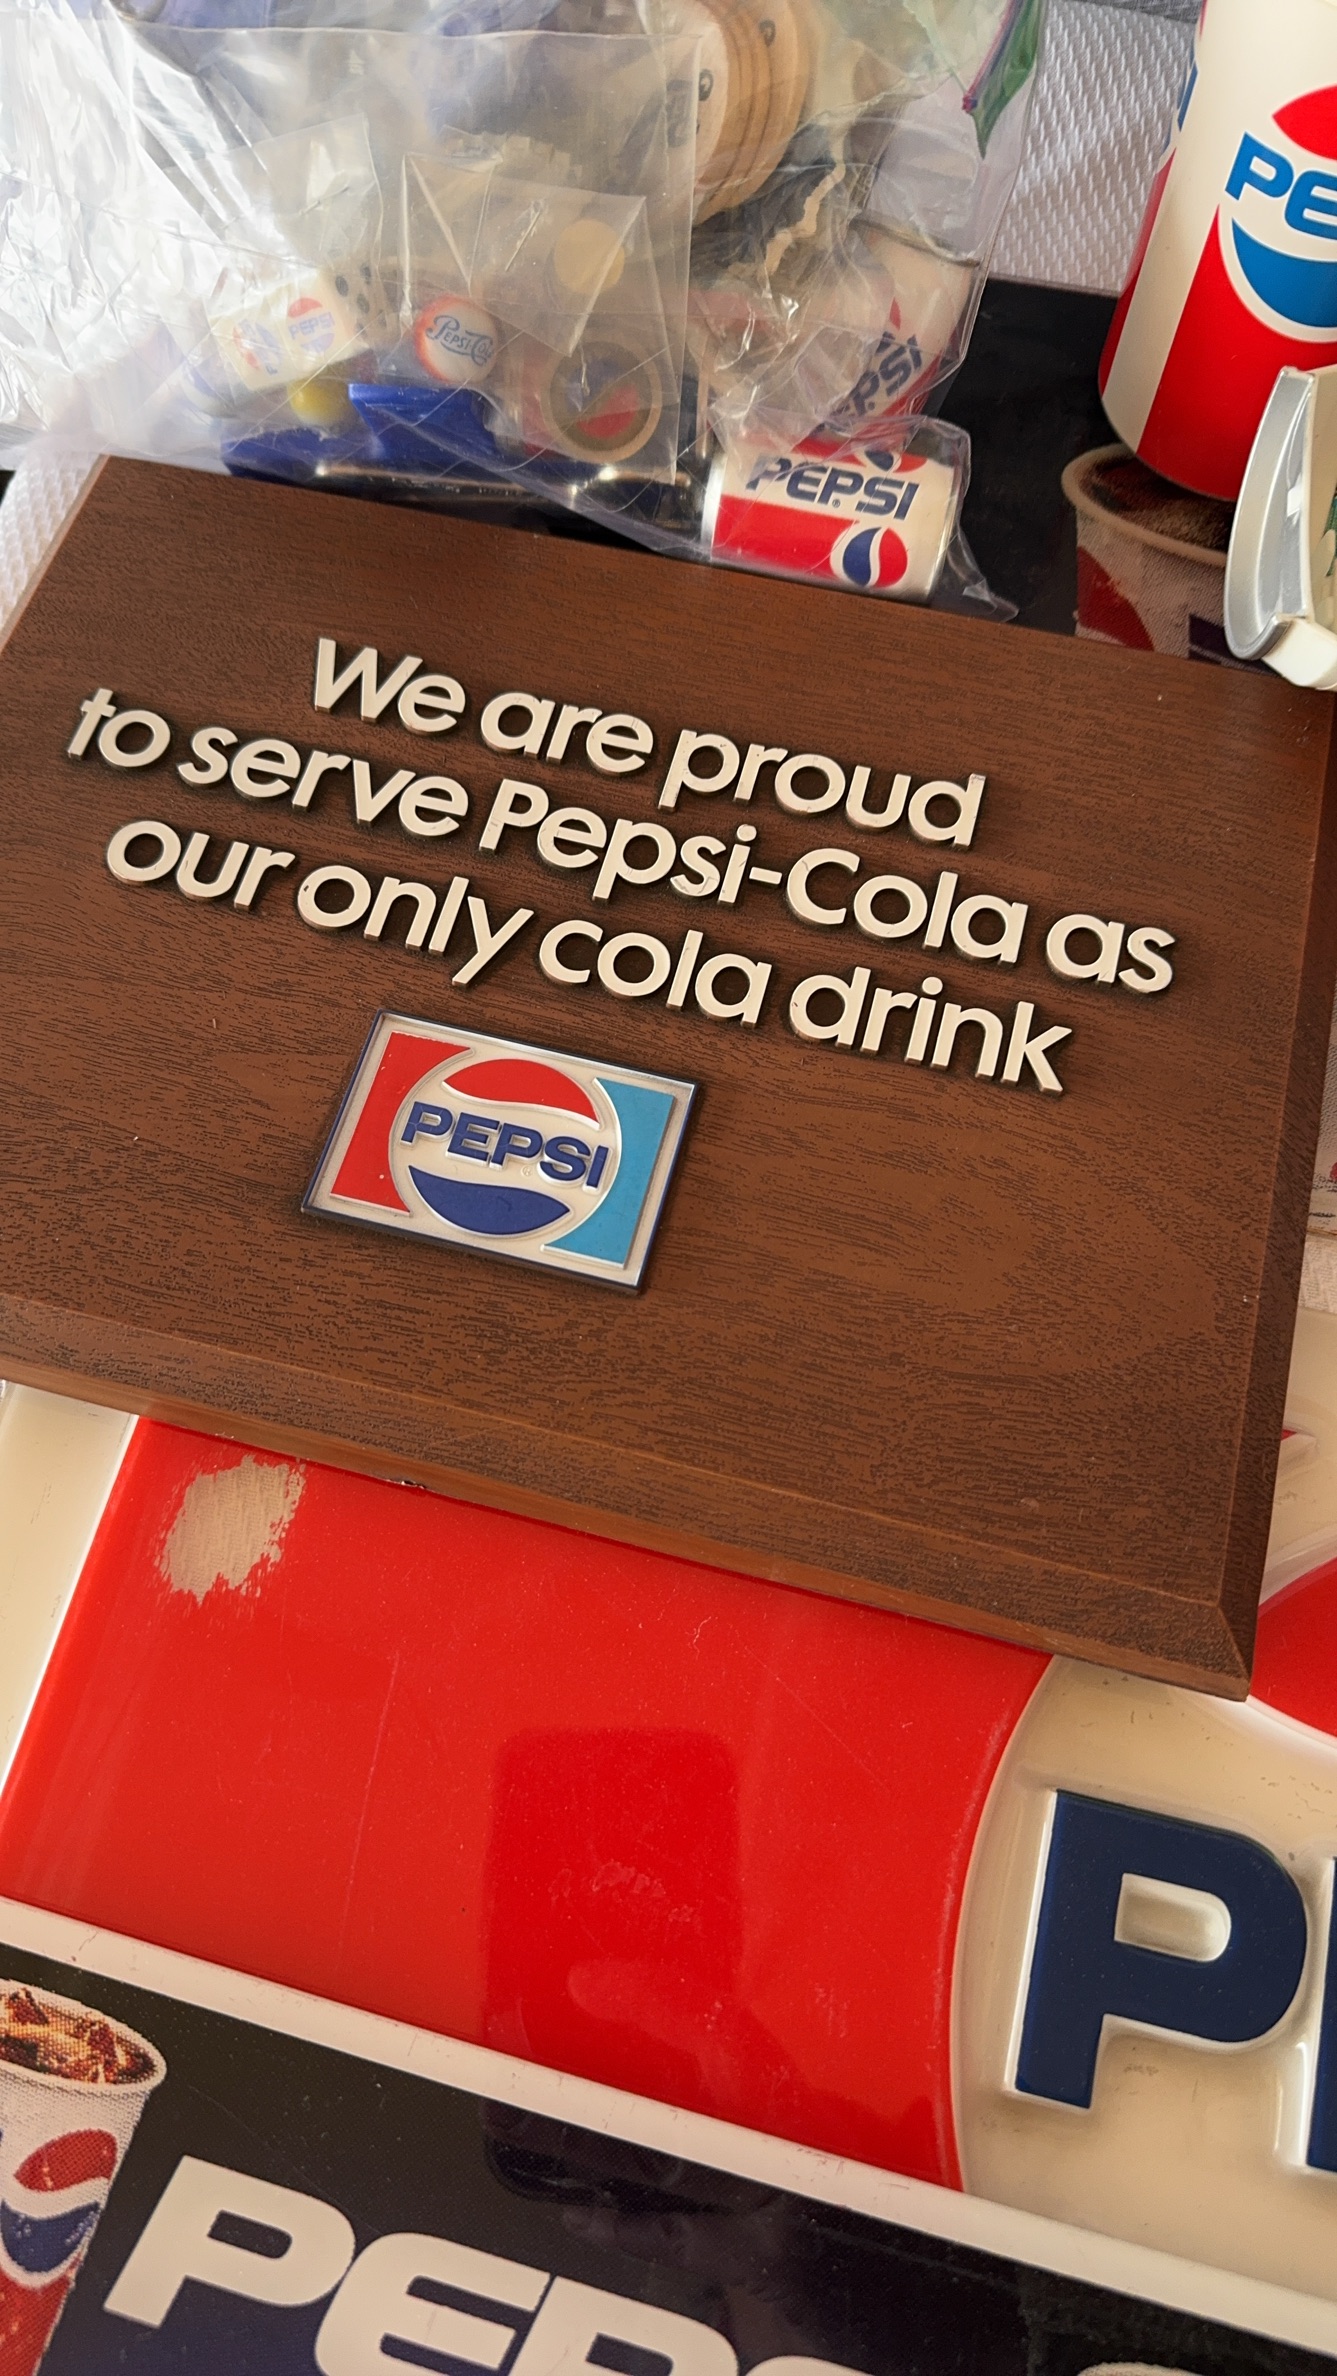 PE
PEPSI
PEPSI-COLA
PEPSI
PEPSI
We are proud
to serve Pepsi-Cola as
our only cola drink
PEPSI
P
PEP